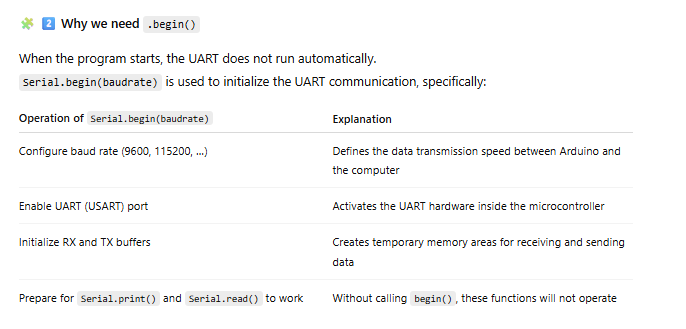 🧩 2️⃣ Why we need .begin()
When the program starts, the UART does not run automatically.
Serial.begin(baudrate) is used to initialize the UART communication, specifically:
Operation of Serial.begin(baudrate) Explanation
Configure baud rate (9600, 115200, ...) Defines the data transmission speed between Arduino and
the computer
Enable UART (USART) port Activates the UART hardware inside the microcontroller
Initialize RX and TX buffers Creates temporary memory areas for receiving and sending
data
Prepare for Serial.print() and Serial.read() to work Without calling begin(), these functions will not operate